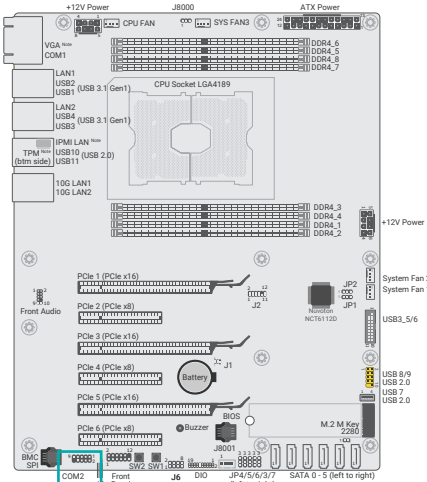 +12V Power
J8000
ATX Power
CPU FAN
SYS FAN3
VGA Note
COM1
DDR4_6
DDR4_5
DDR4_8
DDR4_7
LAN1
USB2
USB1
(USB 3.1 Gen1)
CPU Socket LGA4189
LAN2
USB4
USB3
(USB 3.1 Gen1)
IPMI LAN Note
TPM Note
(btm side)
USB10
USB11
(USB 2.0)
10G LAN1
10G LAN2
DDR4_3
DDR4_4
DDR4_1
DDR4_2
+12V Power
PCIe 1 (PCIe x16)
System Fan
System Fan
JP2
JP1
J2
Front Audio
PCIe 2 (PCIe x8)
Nuvoton
NCT6112D
USB3_5/6
PCIe 3 (PCIe x16)
J1
PCIe 4 (PCIe x8)
Battery
USB 8/9
USB 2.0
USB 7
USB 2.0
PCIe 5 (PCIe x16)
BIOS
M.2 M Key
2280
PCIe 6 (PCIe x8)
Buzzer
J8001
BMC
SPI
SW2
SW1
COM2
Front
J6
DIO
JP4/5/6/3/7
SATA 0 - 5 (left to right)